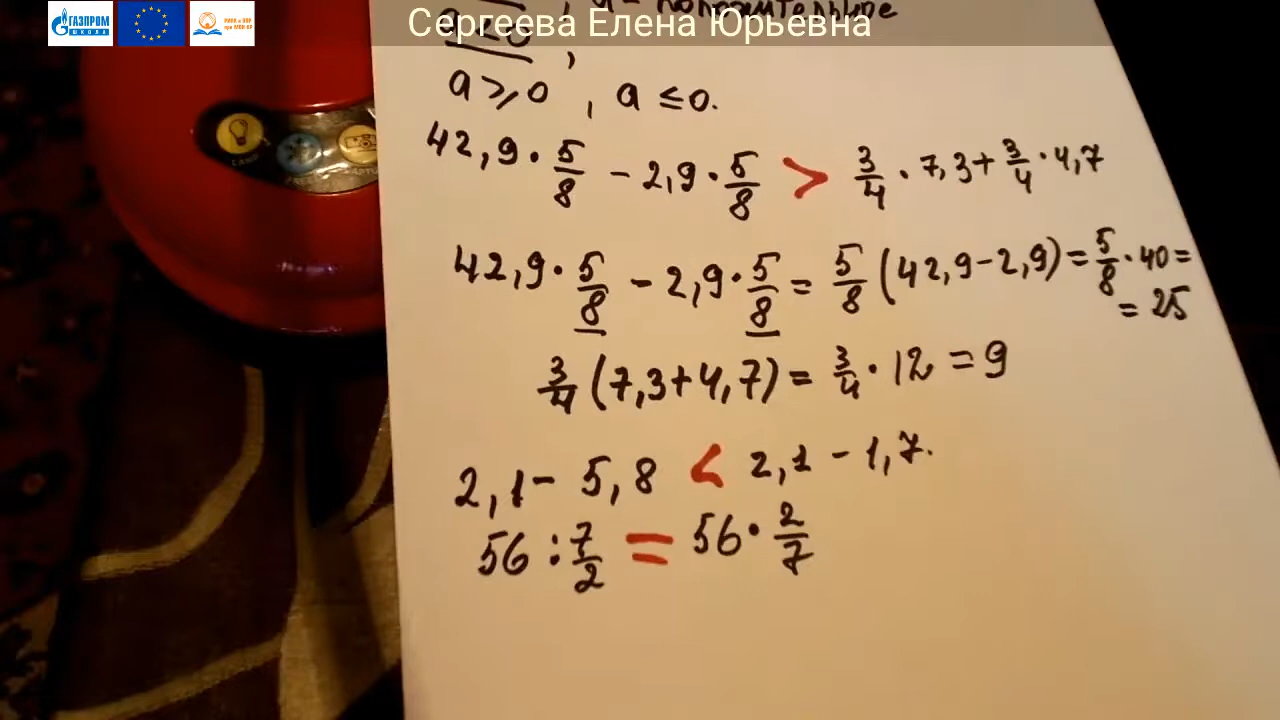 ГАЗПРОМ
ШКОЛА
Сергеева Елена Юрьевна
a ≥ 0 , a ≤ 0.
42,9 · 5/8 - 2,9 · 5/8 > 3/4 · 7,3 + 3/4 · 4,7
42,9 · 5/8 - 2,9 · 5/8 = 5/8 (42,9 - 2,9) = 5/8 · 40 =
= 25
3/4 (7,3 + 4,7) = 3/4 · 12 = 9
2,1 - 5,8 < 2,1 - 1,7.
56 : 7/2 = 56 · 2/7